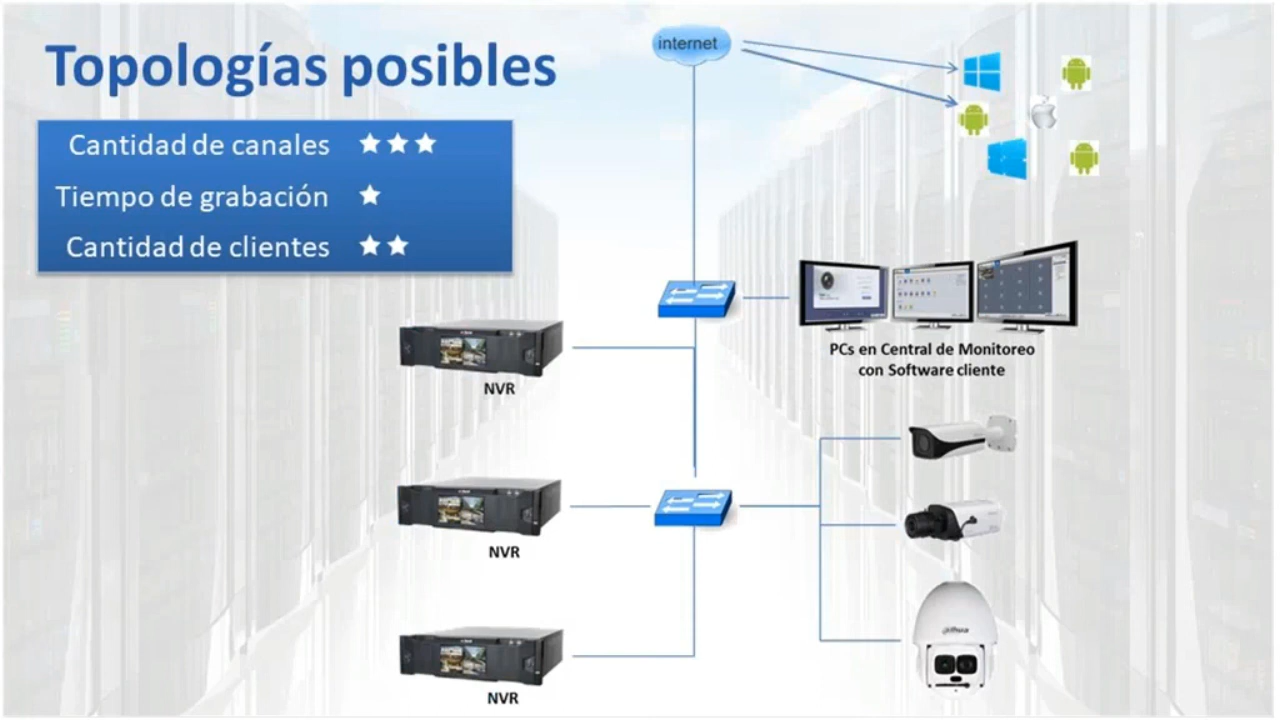 Topologías posibles
internet
Cantidad de canales
Tiempo de grabación
Cantidad de clientes
PCs en Central de Monitoreo
con Software cliente
NVR
NVR
alhua
NVR